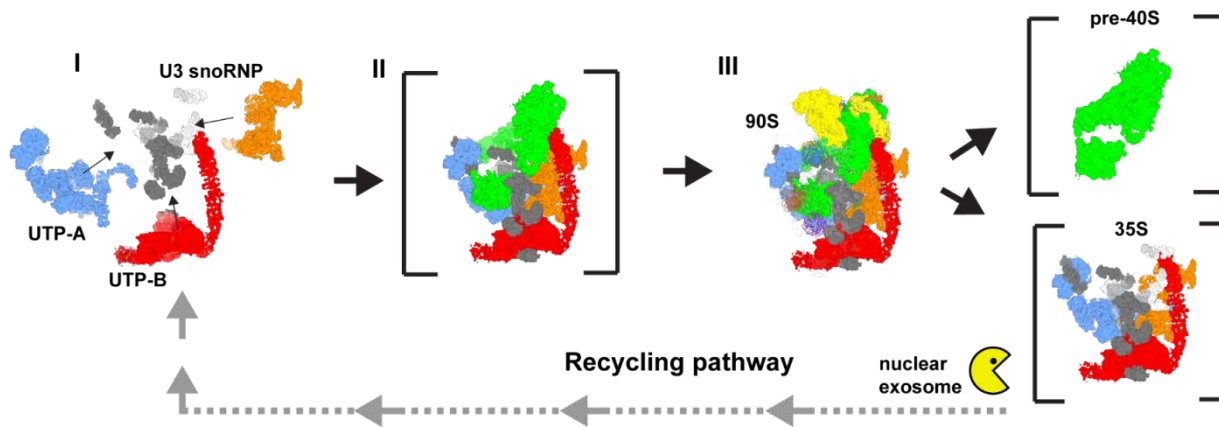 I
U3 snoRNP
UTP-A
UTP-B
II
III
90S
pre-40S
35S
Recycling pathway
nuclear
exosome